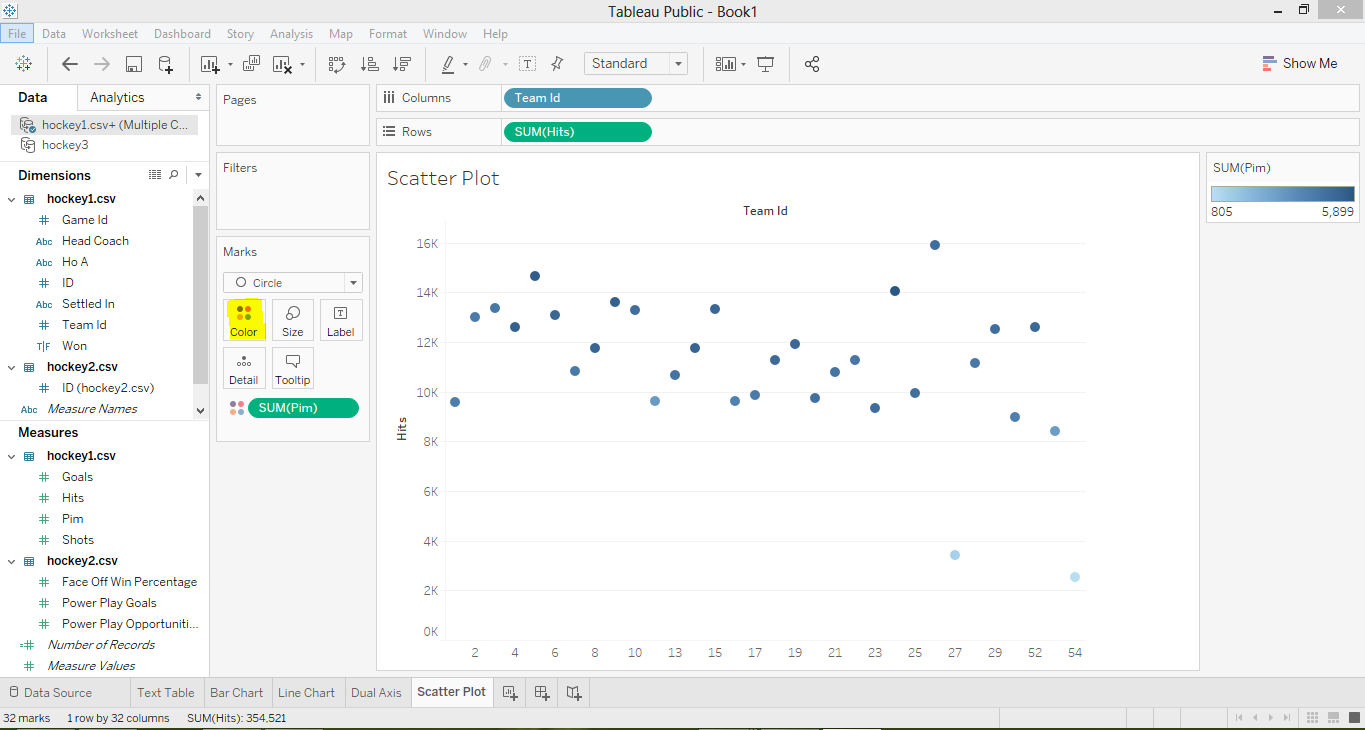 Tableau Public - Book1
File Data Worksheet Dashboard Story Analysis Map Format Window Help
Standard
Show Me
Data Analytics
hockey1.csv+ (Multiple C...
hockey3
Dimensions
hockey1.csv
# Game Id
Abc Head Coach
Abc Ho A
# ID
Abc Settled In
# Team Id
T|F Won
hockey2.csv
# ID (hockey2.csv)
Abc Measure Names
Measures
hockey1.csv
# Goals
# Hits
# Pim
# Shots
hockey2.csv
# Face Off Win Percentage
# Power Play Goals
# Power Play Opportuniti...
=# Number of Records
# Measure Values
Pages
Filters
Marks
Circle
Color Size Label
Detail Tooltip
SUM(Pim)
Columns Team Id
Rows SUM(Hits)
Scatter Plot
Team Id
Hits
16K
14K
12K
10K
8K
6K
4K
2K
0K
2 4 6 8 10 13 15 17 19 21 23 25 27 29 52 54
SUM(Pim)
805 5,899
Data Source Text Table Bar Chart Line Chart Dual Axis Scatter Plot
32 marks 1 row by 32 columns SUM(Hits): 354,521